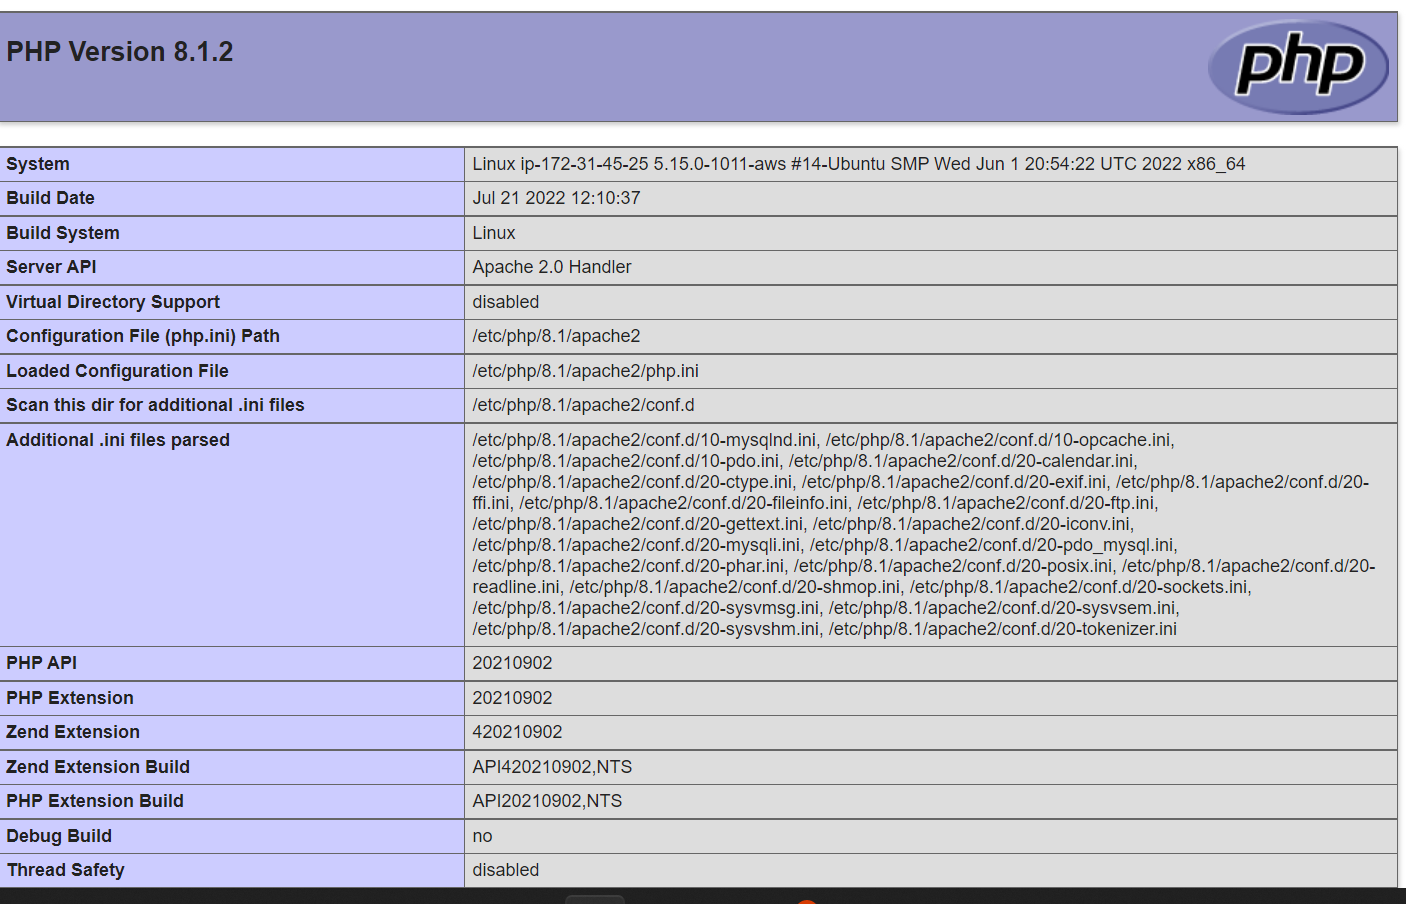 PHP Version 8.1.2
php
System Linux ip-172-31-45-25 5.15.0-1011-aws #14-Ubuntu SMP Wed Jun 1 20:54:22 UTC 2022 x86_64
Build Date Jul 21 2022 12:10:37
Build System Linux
Server API Apache 2.0 Handler
Virtual Directory Support disabled
Configuration File (php.ini) Path /etc/php/8.1/apache2
Loaded Configuration File /etc/php/8.1/apache2/php.ini
Scan this dir for additional .ini files /etc/php/8.1/apache2/conf.d
Additional .ini files parsed /etc/php/8.1/apache2/conf.d/10-mysqlnd.ini, /etc/php/8.1/apache2/conf.d/10-opcache.ini,
/etc/php/8.1/apache2/conf.d/10-pdo.ini, /etc/php/8.1/apache2/conf.d/20-calendar.ini,
/etc/php/8.1/apache2/conf.d/20-ctype.ini, /etc/php/8.1/apache2/conf.d/20-exif.ini, /etc/php/8.1/apache2/conf.d/20-
ffi.ini, /etc/php/8.1/apache2/conf.d/20-fileinfo.ini, /etc/php/8.1/apache2/conf.d/20-ftp.ini,
/etc/php/8.1/apache2/conf.d/20-gettext.ini, /etc/php/8.1/apache2/conf.d/20-iconv.ini,
/etc/php/8.1/apache2/conf.d/20-mysqli.ini, /etc/php/8.1/apache2/conf.d/20-pdo_mysql.ini,
/etc/php/8.1/apache2/conf.d/20-phar.ini, /etc/php/8.1/apache2/conf.d/20-posix.ini, /etc/php/8.1/apache2/conf.d/20-
readline.ini, /etc/php/8.1/apache2/conf.d/20-shmop.ini, /etc/php/8.1/apache2/conf.d/20-sockets.ini,
/etc/php/8.1/apache2/conf.d/20-sysvmsg.ini, /etc/php/8.1/apache2/conf.d/20-sysvsem.ini,
/etc/php/8.1/apache2/conf.d/20-sysvshm.ini, /etc/php/8.1/apache2/conf.d/20-tokenizer.ini
PHP API 20210902
PHP Extension 20210902
Zend Extension 420210902
Zend Extension Build API420210902,NTS
PHP Extension Build API20210902,NTS
Debug Build no
Thread Safety disabled